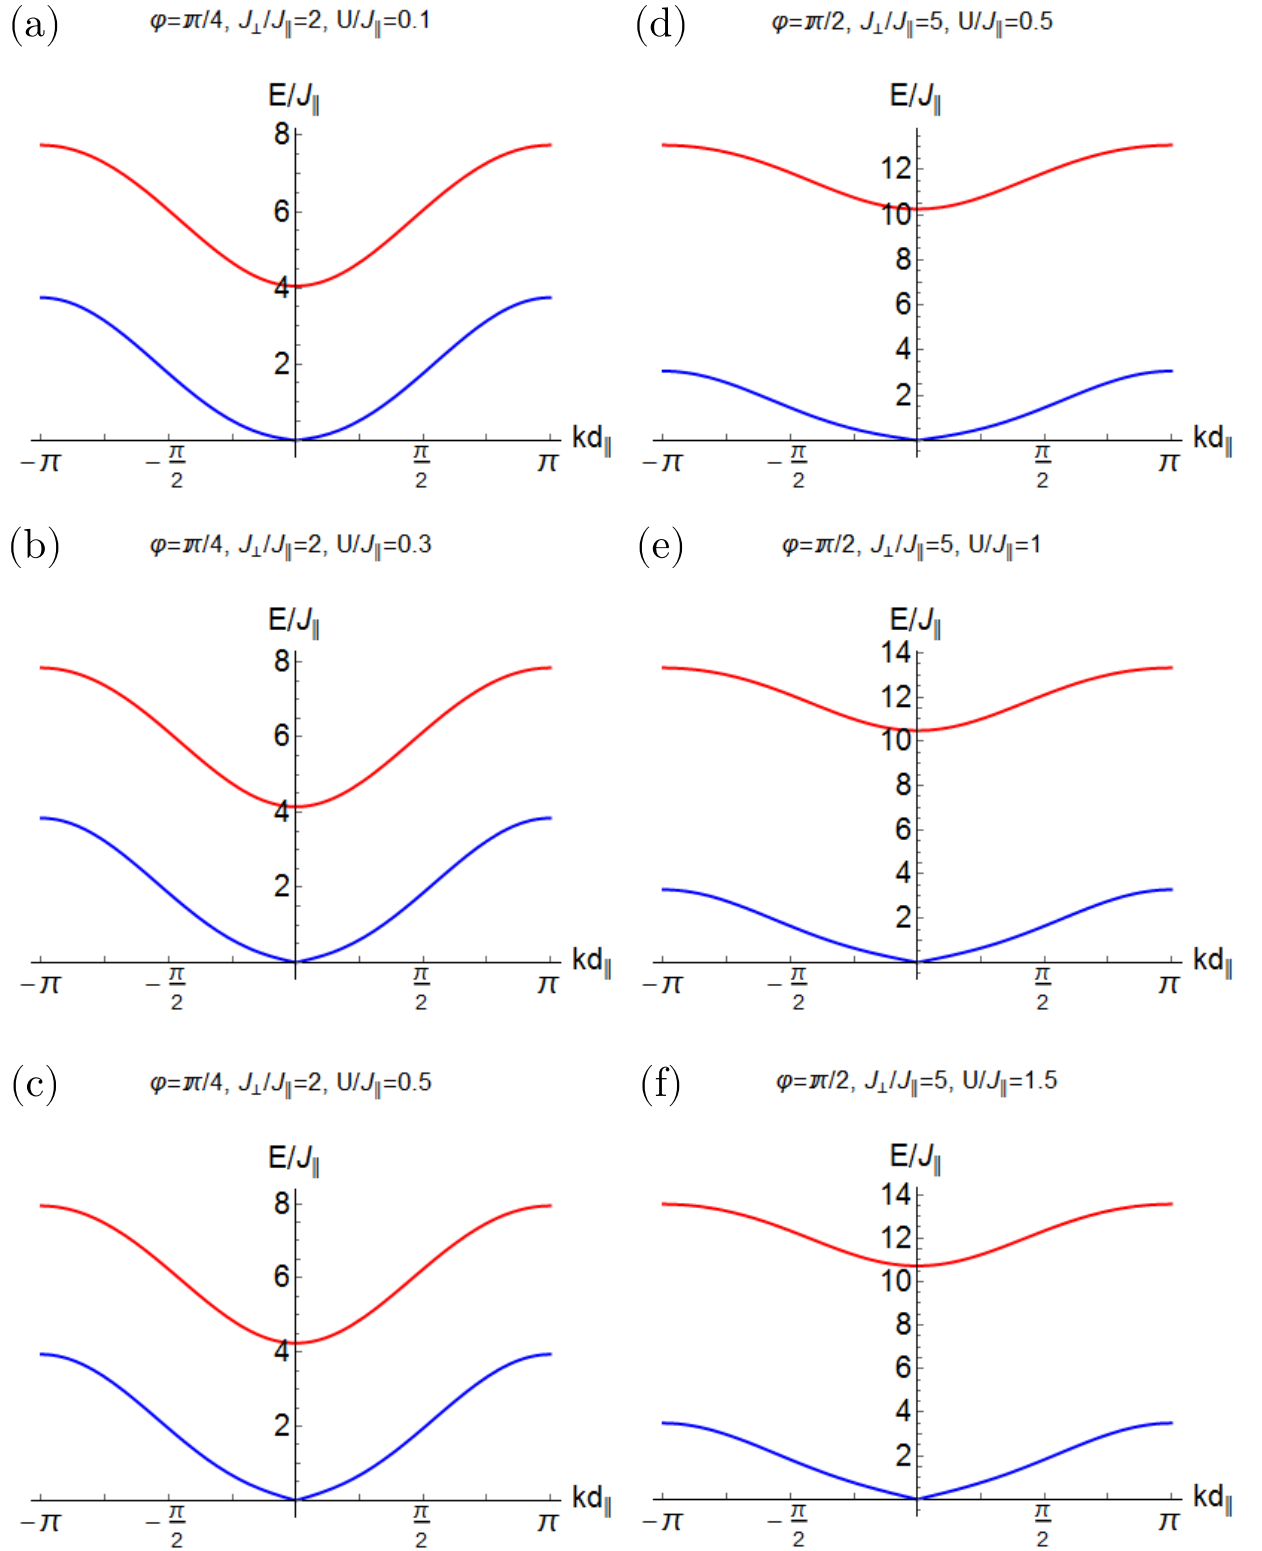 (a) φ=π/4, J⊥/J∥=2, U/J∥=0.1
E/J∥
8
6
4
2
−π
−π/2
π/2
π
kd∥
(d) φ=π/2, J⊥/J∥=5, U/J∥=0.5
E/J∥
12
10
8
6
4
2
−π
−π/2
π/2
π
kd∥
(b) φ=π/4, J⊥/J∥=2, U/J∥=0.3
E/J∥
8
6
4
2
−π
−π/2
π/2
π
kd∥
(e) φ=π/2, J⊥/J∥=5, U/J∥=1
E/J∥
14
12
10
8
6
4
2
−π
−π/2
π/2
π
kd∥
(c) φ=π/4, J⊥/J∥=2, U/J∥=0.5
E/J∥
8
6
4
2
−π
−π/2
π/2
π
kd∥
(f) φ=π/2, J⊥/J∥=5, U/J∥=1.5
E/J∥
14
12
10
8
6
4
2
−π
−π/2
π/2
π
kd∥